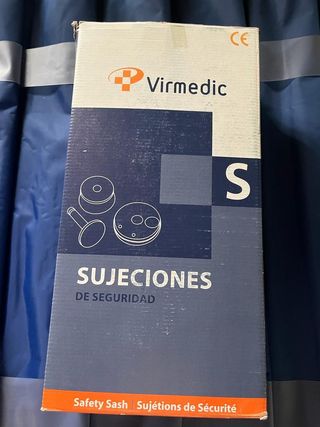 CE
Virmedic
S
SUJECIONES
DE SEGURIDAD
Safety Sash | Sujétions de Sécurité